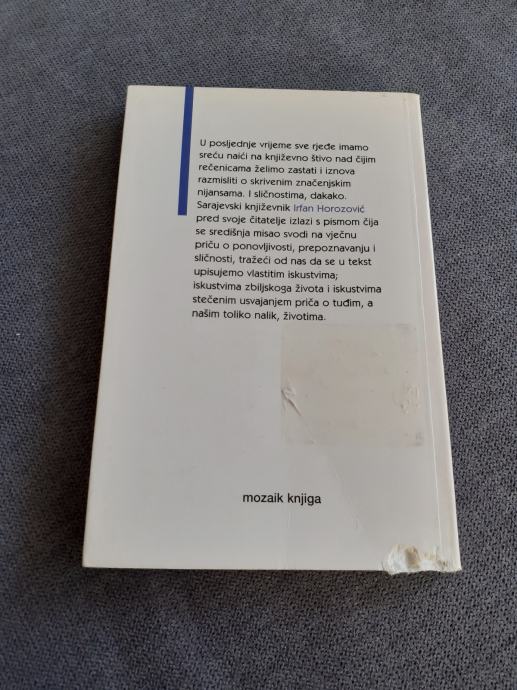 U posljednje vrijeme sve rjeđe imamo
sreću naići na književno štivo nad čijim
rečenicama želimo zastati i iznova
razmisliti o skrivenim značenjskim
nijansama. I sličnostima, dakako.
Sarajevski književnik Irfan Horozović
pred svoje čitatelje izlazi s pismom čija
se središnja misao svodi na vječnu
priču o ponovljivosti, prepoznavanju i
sličnosti, tražeći od nas da se u tekst
upisujemo vlastitim iskustvima;
iskustvima zbiljskoga života i iskustvima
stečenim usvajanjem priča o tuđim, a
našim toliko nalik, životima.
mozaik knjiga